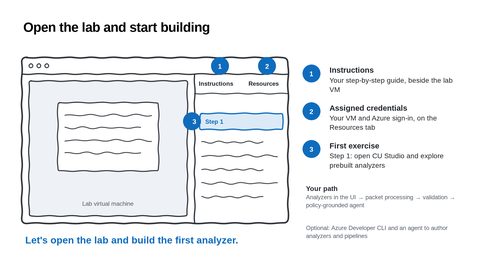 Open the lab and start building
1
2
Instructions
Resources
3
Step 1
Lab virtual machine
Let's open the lab and build the first analyzer.
1
Instructions
Your step-by-step guide, beside the lab
VM
2
Assigned credentials
Your VM and Azure sign-in, on the
Resources tab
3
First exercise
Step 1: open CU Studio and explore
prebuilt analyzers
Your path
Analyzers in the UI → packet processing → validation →
policy-grounded agent
Optional: Azure Developer CLI and an agent to author
analyzers and pipelines